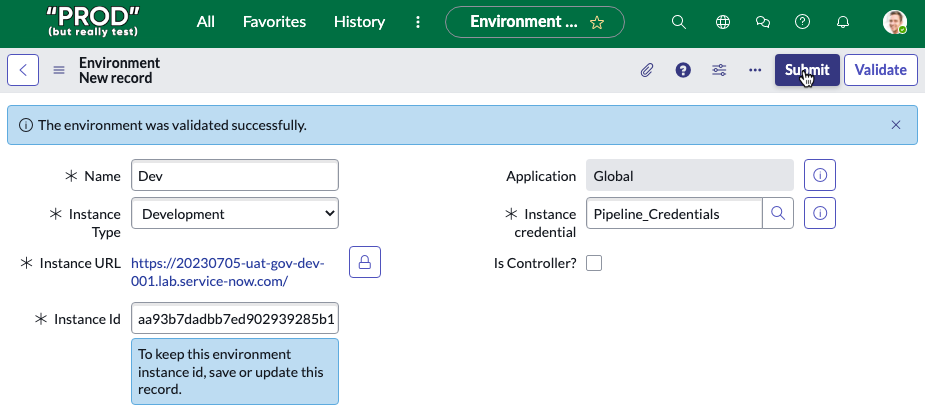 "PROD"
(but really test)
All
Favorites
History
Environment ...
Environment
New record
Submit
Validate
The environment was validated successfully.
Name
Dev
Application
Global
Instance
Type
Development
Instance
credential
Pipeline_Credentials
Instance URL
https://20230705-uat-gov-dev-
001.lab.service-now.com/
Is Controller?
Instance Id
aa93b7dadbb7ed902939285b1
To keep this environment
instance id, save or update this
record.